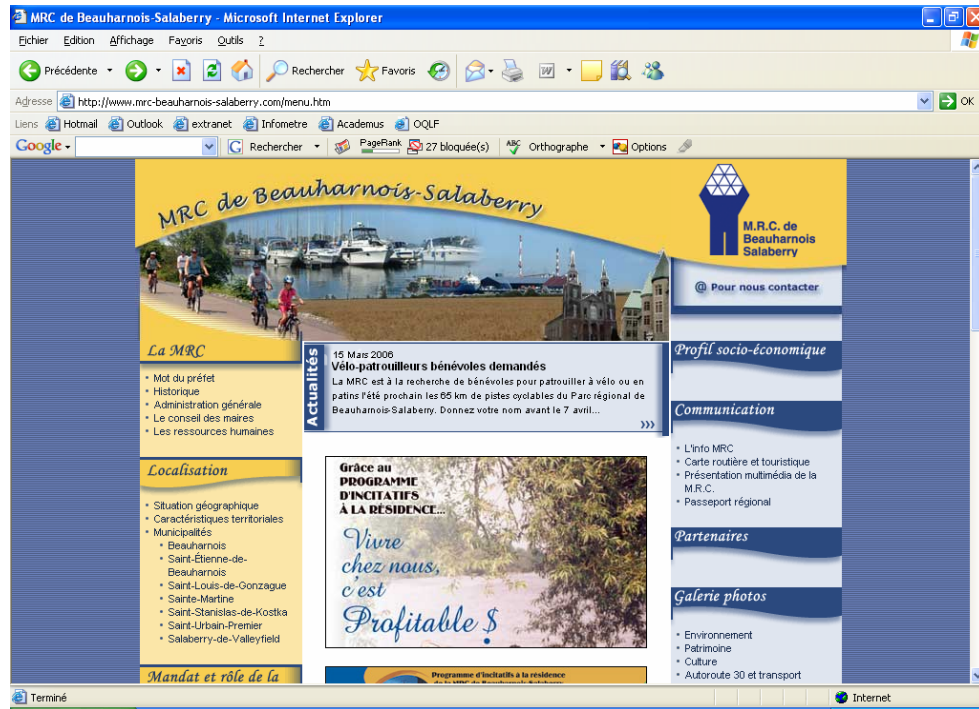 MRC de Beauharnois-Salaberry - Microsoft Internet Explorer
Fichier Edition Affichage Favoris Outils ?
Précédente Rechercher Favoris
Adresse http://www.mrc-beauharnois-salaberry.com/menu.htm OK
Liens Hotmail Outlook extranet Infometre Academus OQLF
Google Rechercher PageRank 27 bloquée(s) ABC Orthographe Options
MRC de Beauharnois-Salaberry
M.R.C. de
Beauharnois
Salaberry
@ Pour nous contacter
La MRC
• Mot du préfet
• Historique
• Administration générale
• Le conseil des maires
• Les ressources humaines
Localisation
• Situation géographique
• Caractéristiques territoriales
• Municipalités
• Beauharnois
• Saint-Étienne-de-
Beauharnois
• Saint-Louis-de-Gonzague
• Sainte-Martine
• Saint-Stanislas-de-Kostka
• Saint-Urbain-Premier
• Salaberry-de-Valleyfield
Mandat et rôle de la
Actualités
15 Mars 2006
Vélo-patrouilleurs bénévoles demandés
La MRC est à la recherche de bénévoles pour patrouiller à vélo ou en
patins l'été prochain les 65 km de pistes cyclables du Parc régional de
Beauharnois-Salaberry. Donnez votre nom avant le 7 avril...
›››
Grâce au
PROGRAMME
D'INCITATIFS
À LA RÉSIDENCE...
Vivre
chez nous,
c'est
Profitable $
Programme d'incitatifs à la résidence
de la MRC de Beauharnois-Salaberry
Profil socio-économique
Communication
• L'info MRC
• Carte routière et touristique
• Présentation multimédia de la
M.R.C.
• Passeport régional
Partenaires
Galerie photos
• Environnement
• Patrimoine
• Culture
• Autoroute 30 et transport
Terminé Internet